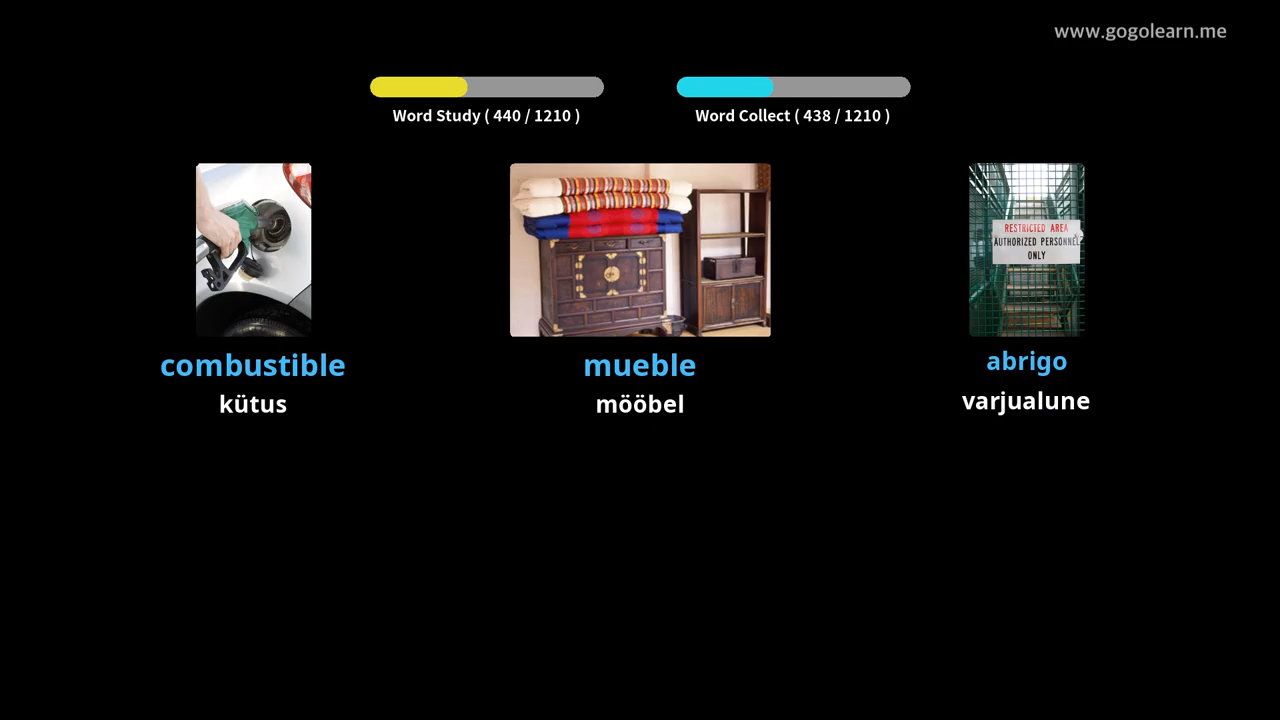 www.gogolearn.me
Word Study ( 440 / 1210 )
Word Collect ( 438 / 1210 )
RESTRICTED AREA
AUTHORIZED PERSONNEL
ONLY
combustible
kütus
mueble
mööbel
abrigo
varjualune